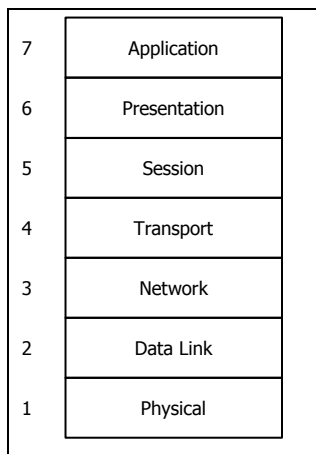 7 Application
6 Presentation
5 Session
4 Transport
3 Network
2 Data Link
1 Physical